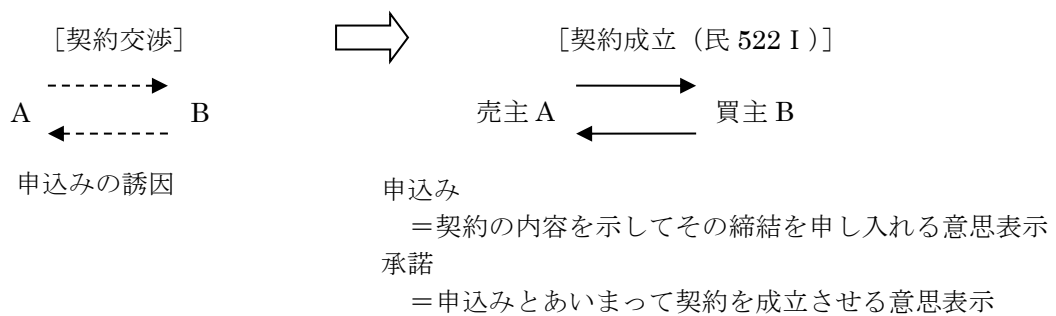 ［契約交渉］
［契約成立（民 522Ⅰ）］
A
B
売主 A
買主 B
申込みの誘因
申込み
＝契約の内容を示してその締結を申し入れる意思表示
承諾
＝申込みとあいまって契約を成立させる意思表示